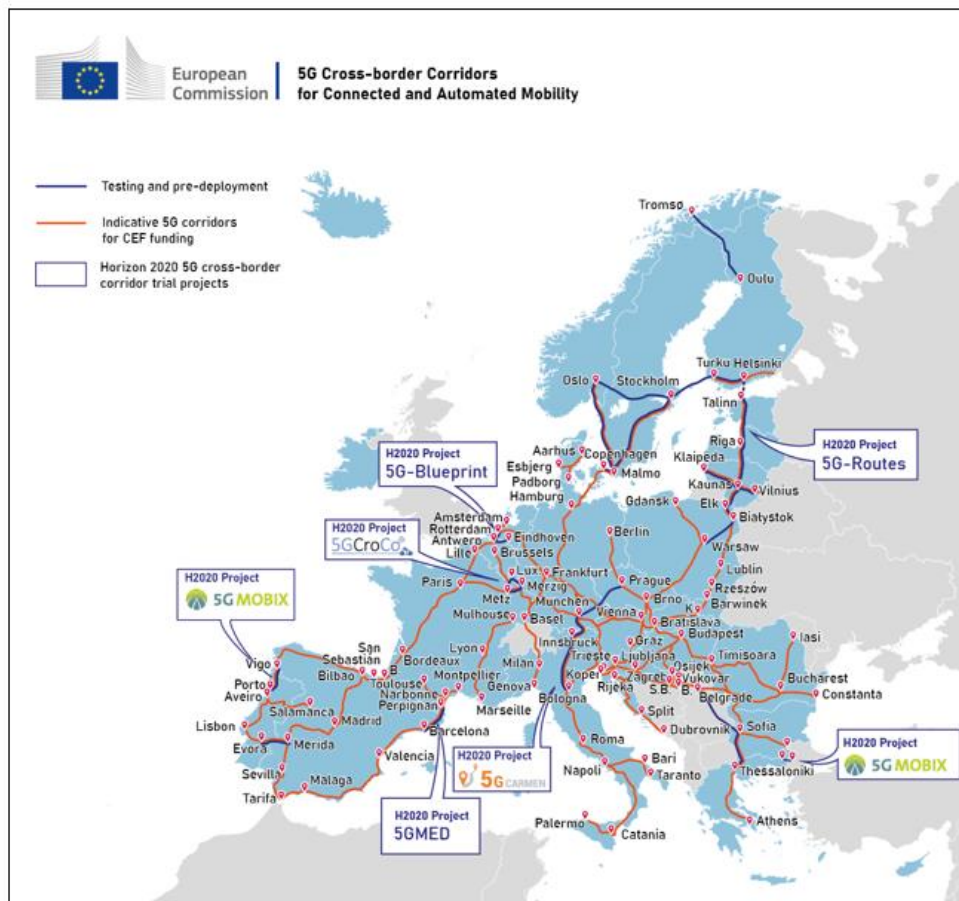 European
Commission
5G Cross-border Corridors
for Connected and Automated Mobility
Testing and pre-deployment
Indicative 5G corridors
for CEF funding
Horizon 2020 5G cross-border
corridor trial projects
Tromsø
Oulu
Turku
Helsinki
Oslo
Stockholm
Talinn
Riga
H2020 Project
5G-Routes
Klaipėda
Kaunas
Vilnius
Elk
Białystok
Aarhus
Copenhagen
Esbjerg
Malmo
Padborg
Hamburg
Gdansk
H2020 Project
5G-Blueprint
Amsterdam
Rotterdam
Antwero
Eindhoven
Lille
Brussels
Berlin
Warsaw
H2020 Project
5GCroCo
Lux.
Frankfurt
Merzig
Metz
Paris
Prague
Lublin
Rzeszów
Barwinek
Brno
K
Mulhouse
Munchen
Vienna
Bratislava
Basel
Innsbruck
Graz
Budapest
Iasi
H2020 Project
5G MOBIX
Vigo
Porto
Aveiro
San
Sebastian
Bilbao
B
Bordeaux
Lyon
Milan
Trieste
Ljubljana
Osijek
Timisoara
Toulouse
Montpellier
Narbonne
Perpignan
Genova
Marseille
Bologna
Koper
Zagreb
Vukovar
Rijeka
S.B.
B.
Belgrade
Bucharest
Constanta
Salamanca
Madrid
Lisbon
Evora
Merida
Barcelona
Split
Dubrovnik
Sofia
Valencia
Sevilla
Malaga
Tarifa
H2020 Project
5G CARMEN
Roma
Napoli
Bari
Taranto
Thessaloniki
H2020 Project
5G MOBIX
H2020 Project
5GMED
Palermo
Catania
Athens